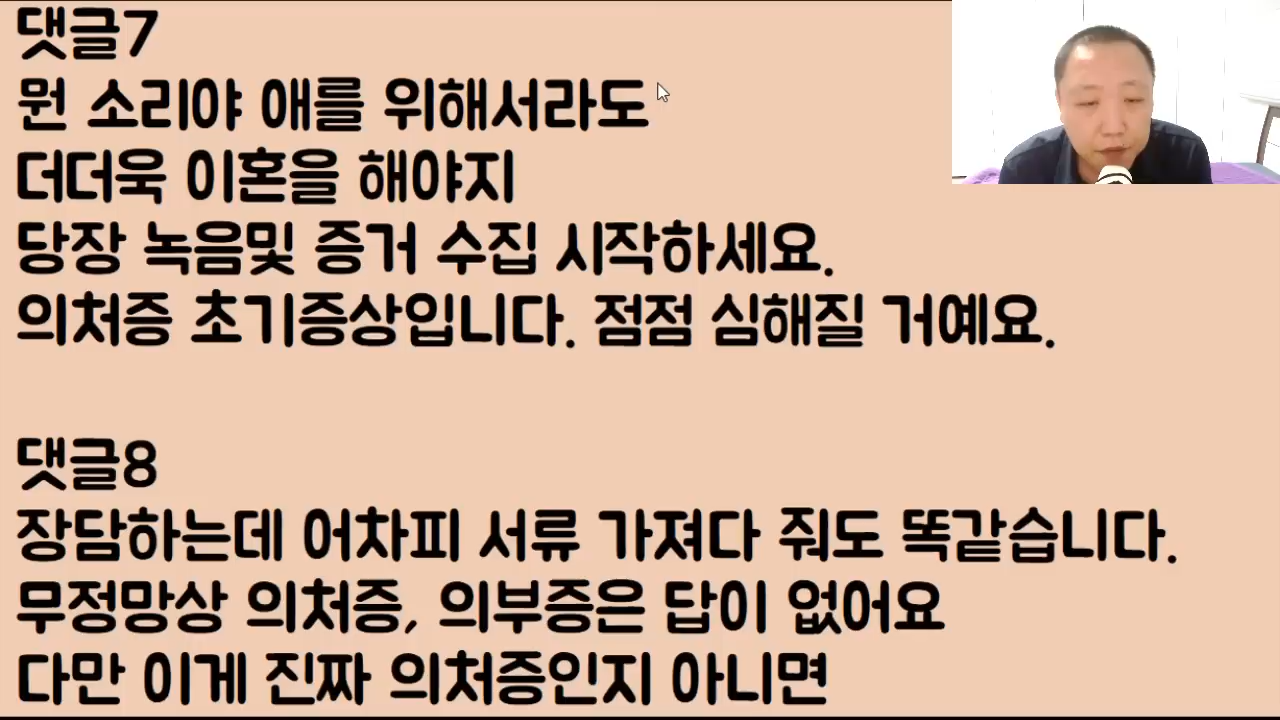 댓글7
뭔 소리야 애를 위해서라도
더더욱 이혼을 해야지
당장 녹음및 증거 수집 시작하세요.
의처증 초기증상입니다. 점점 심해질 거예요.
댓글8
장담하는데 어차피 서류 가져다 줘도 똑같습니다.
무정망상 의처증, 의부증은 답이 없어요
다만 이게 진짜 의처증인지 아니면